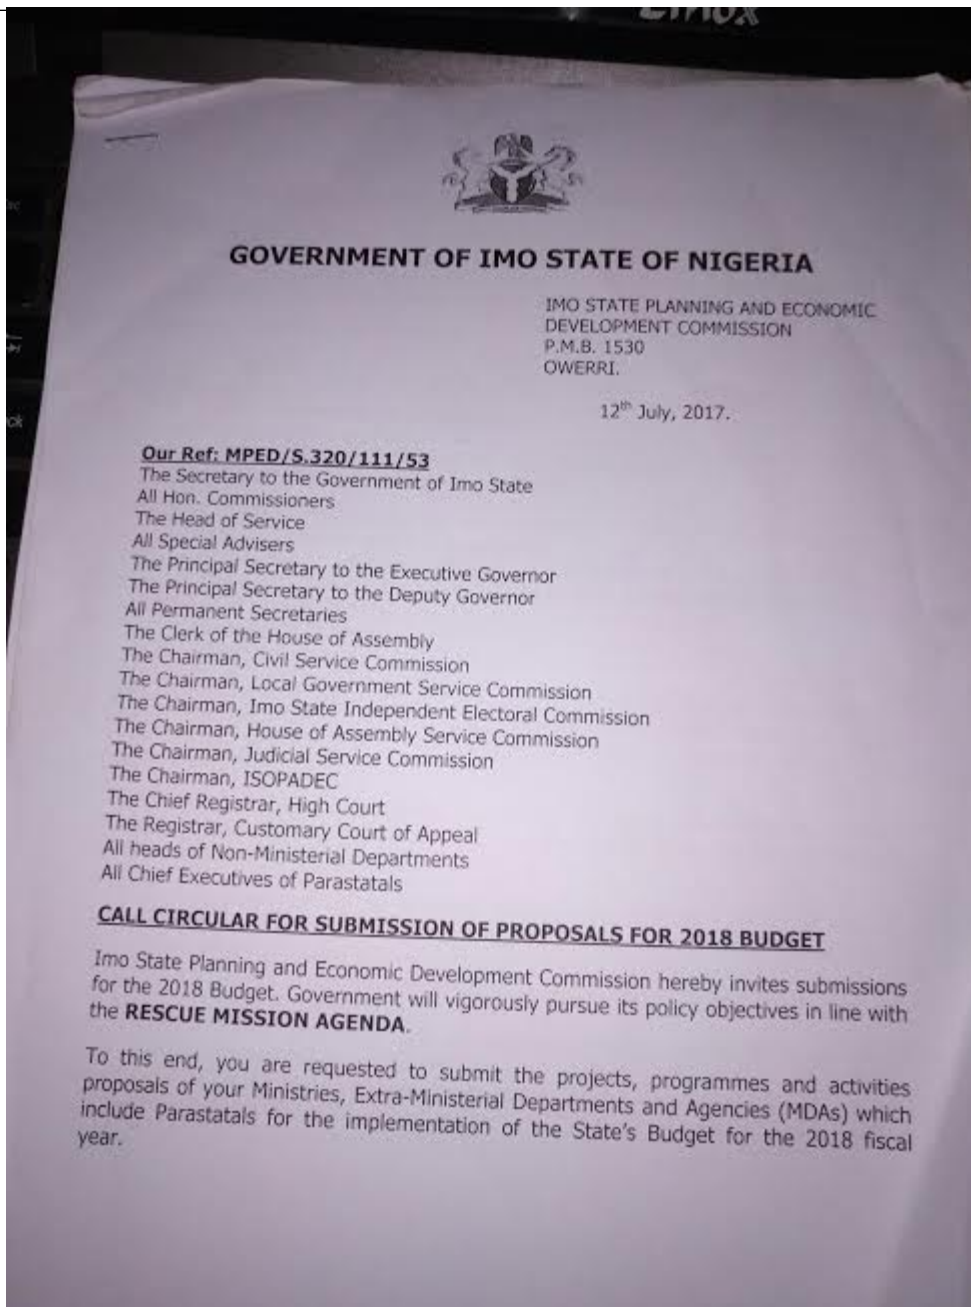 GOVERNMENT OF IMO STATE OF NIGERIA
IMO STATE PLANNING AND ECONOMIC
DEVELOPMENT COMMISSION
P.M.B. 1530
OWERRI.
12th July, 2017.
Our Ref: MPED/S.320/111/53
The Secretary to the Government of Imo State
All Hon. Commissioners
The Head of Service
All Special Advisers
The Principal Secretary to the Executive Governor
The Principal Secretary to the Deputy Governor
All Permanent Secretaries
The Clerk of the House of Assembly
The Chairman, Civil Service Commission
The Chairman, Local Government Service Commission
The Chairman, Imo State Independent Electoral Commission
The Chairman, House of Assembly Service Commission
The Chairman, Judicial Service Commission
The Chairman, ISOPADEC
The Chief Registrar, High Court
The Registrar, Customary Court of Appeal
All heads of Non-Ministerial Departments
All Chief Executives of Parastatals
CALL CIRCULAR FOR SUBMISSION OF PROPOSALS FOR 2018 BUDGET
Imo State Planning and Economic Development Commission hereby invites submissions
for the 2018 Budget. Government will vigorously pursue its policy objectives in line with
the RESCUE MISSION AGENDA.
To this end, you are requested to submit the projects, programmes and activities
proposals of your Ministries, Extra-Ministerial Departments and Agencies (MDAs) which
include Parastatals for the implementation of the State's Budget for the 2018 fiscal
year.